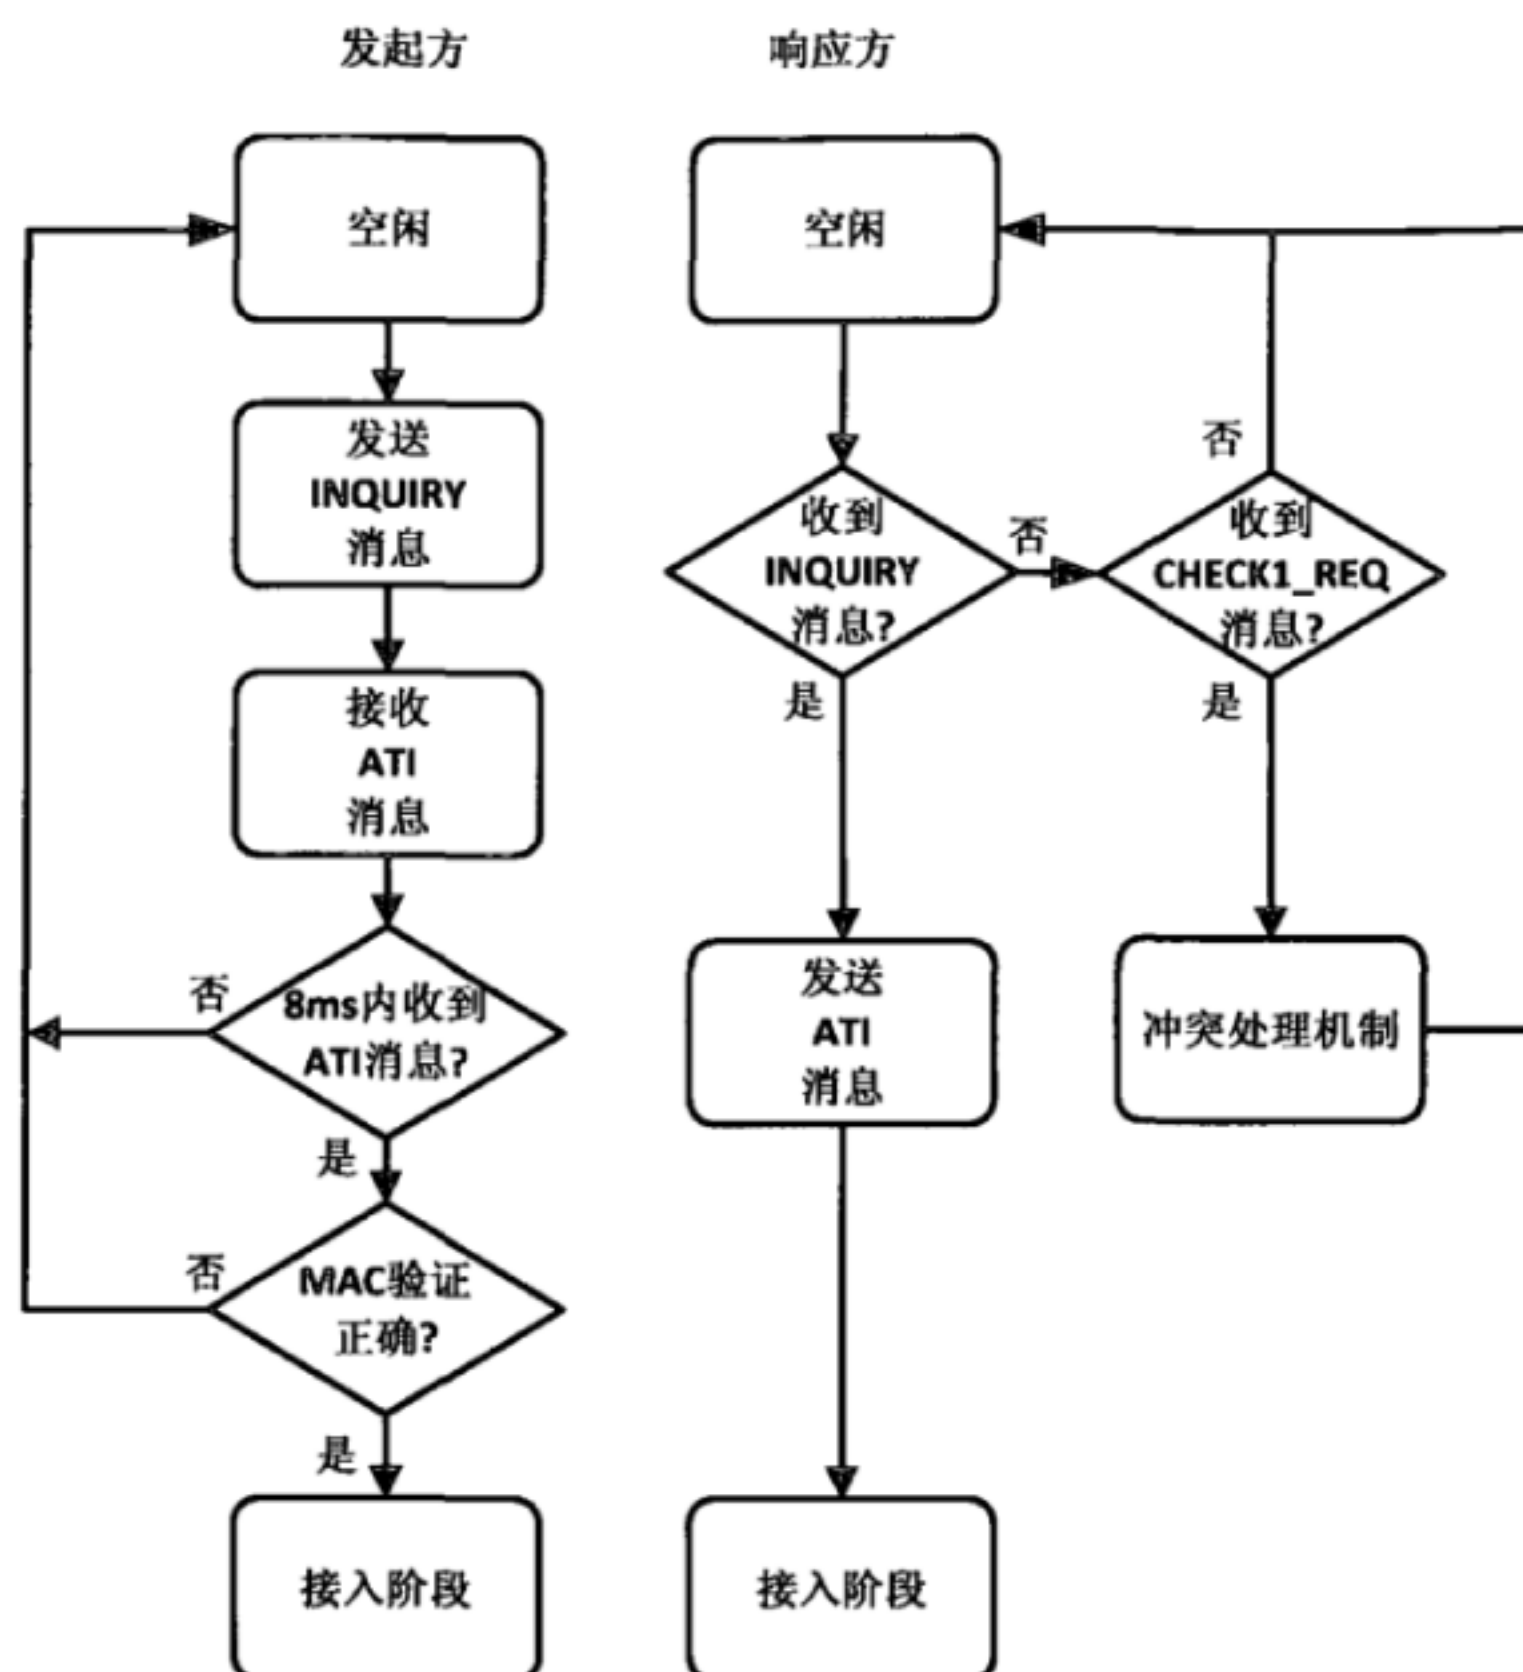 发起方
响应方
空闲
发送
INQUIRY
消息
接收
ATI
消息
否
8ms内收到
ATI消息?
是
否
MAC验证
正确?
是
接入阶段
空闲
收到
INQUIRY
消息?
否
是
发送
ATI
消息
接入阶段
否
收到
CHECK1_REQ
消息?
是
冲突处理机制